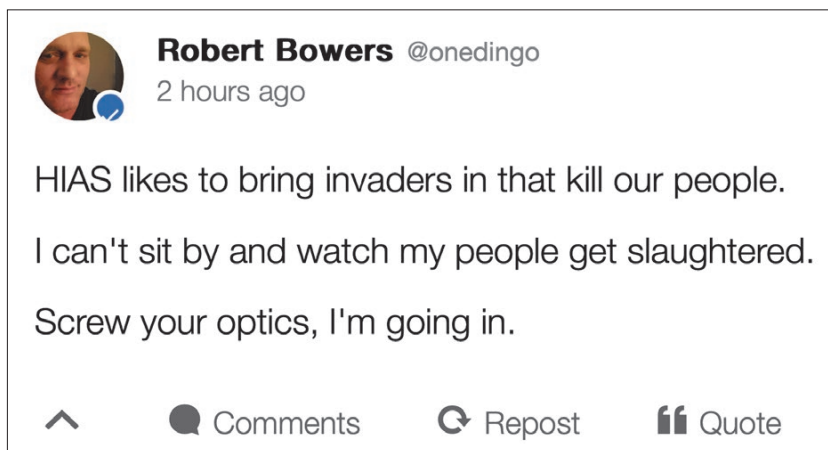 Robert Bowers @onedingo
2 hours ago
HIAS likes to bring invaders in that kill our people.
I can't sit by and watch my people get slaughtered.
Screw your optics, I'm going in.
Comments Repost Quote